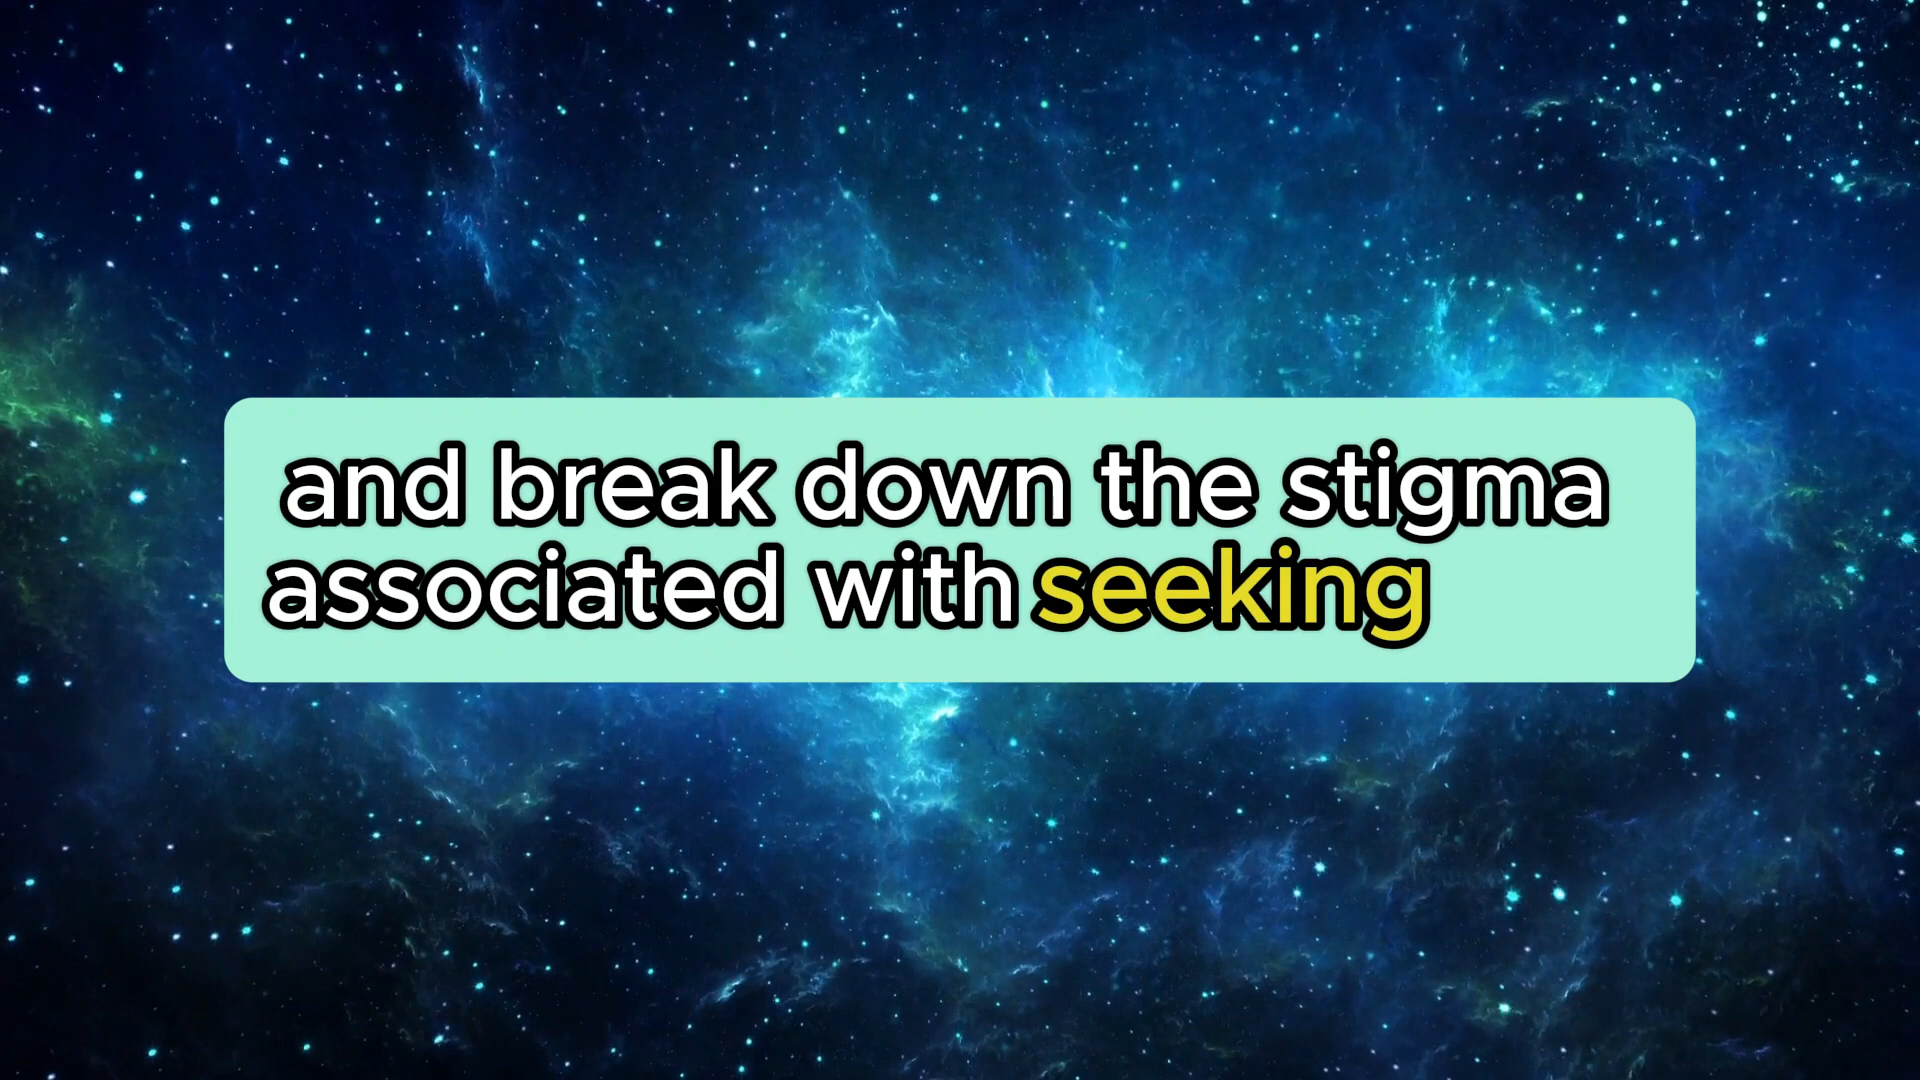 and break down the stigma
associated with seeking